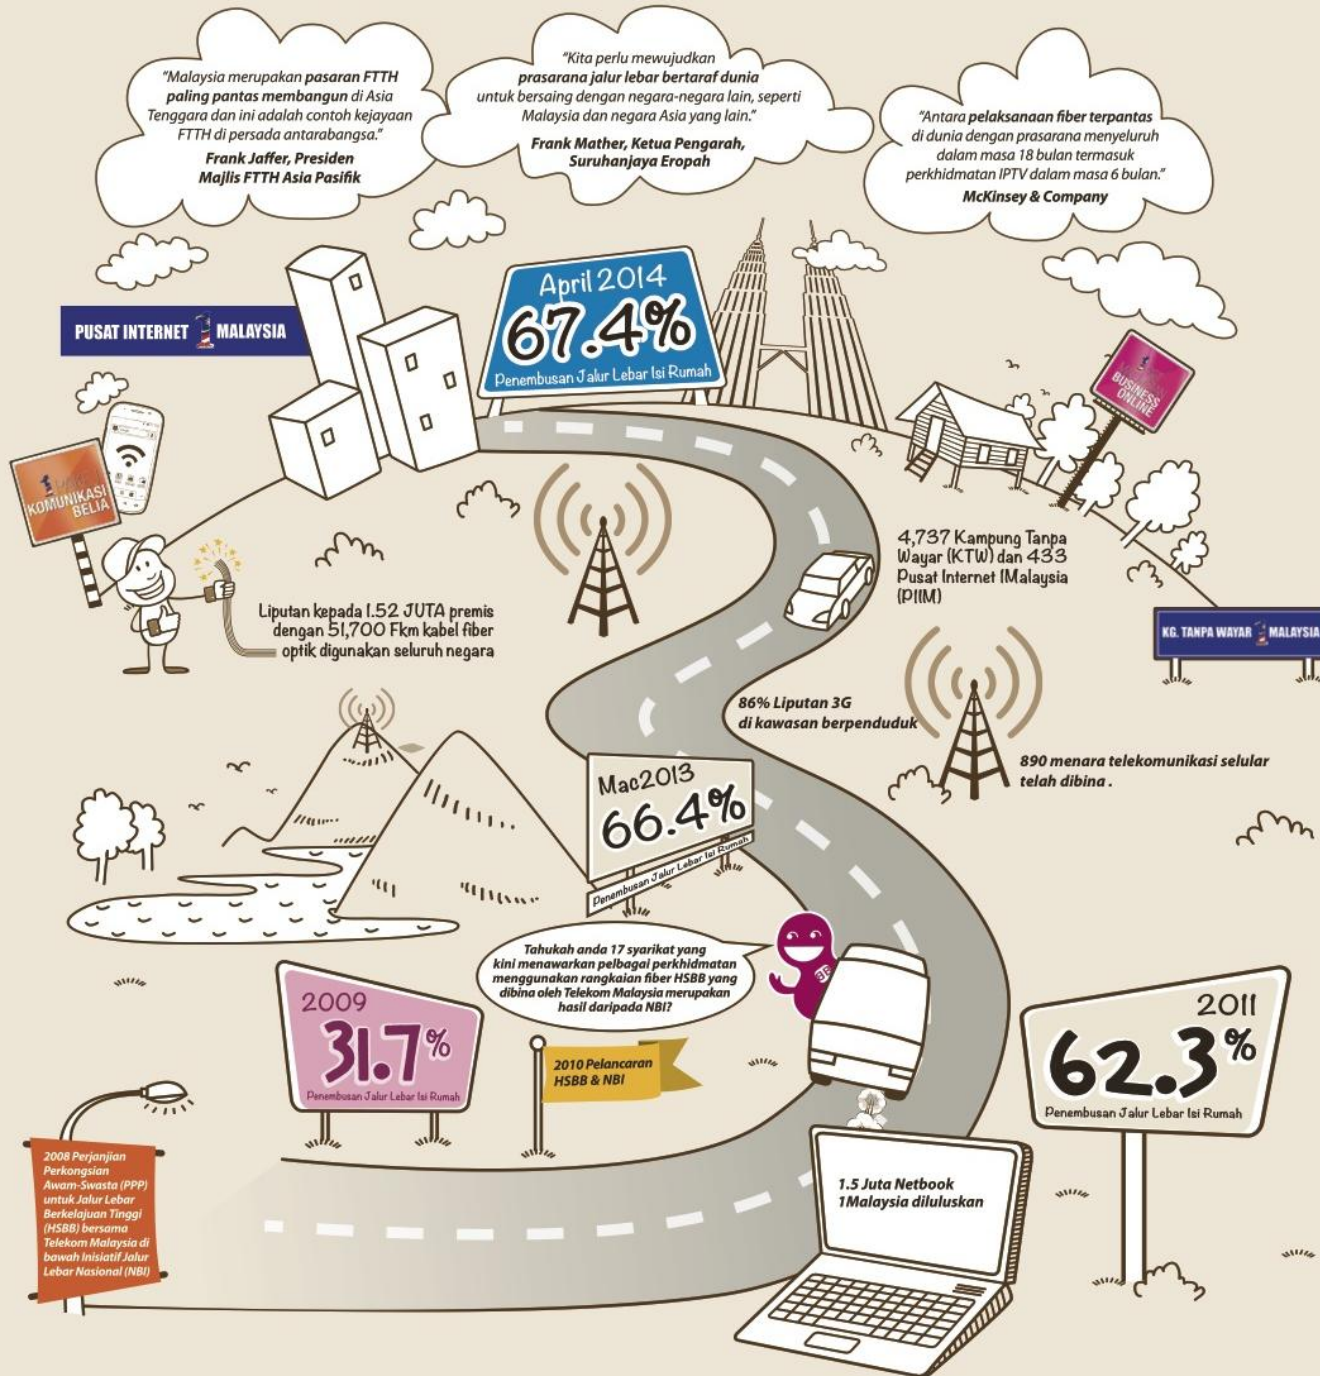 "Malaysia merupakan pasaran FTTH
paling pantas membangun di Asia
Tenggara dan ini adalah contoh kejayaan
FTTH di persada antarabangsa."
Frank Jaffer, Presiden
Majlis FTTH Asia Pasifik
"Kita perlu mewujudkan
prasarana jalur lebar bertaraf dunia
untuk bersaing dengan negara-negara lain, seperti
Malaysia dan negara Asia yang lain."
Frank Mather, Ketua Pengarah,
Suruhanjaya Eropah
"Antara pelaksanaan fiber terpantas
di dunia dengan prasarana menyeluruh
dalam masa 18 bulan termasuk
perkhidmatan IPTV dalam masa 6 bulan."
McKinsey & Company
PUSAT INTERNET 1 MALAYSIA
April 2014
67.4%
Penembusan Jalur Lebar Isi Rumah
BUSINESS
ONLINE
KOMUNIKASI
BELIA
Liputan kepada 1.52 JUTA premis
dengan 51,700 Fkm kabel fiber
optik digunakan seluruh negara
4,737 Kampung Tanpa
Wayar (KTW) dan 433
Pusat Internet 1Malaysia
(PI1M)
KG. TANPA WAYAR 1 MALAYSIA
86% Liputan 3G
di kawasan berpenduduk
890 menara telekomunikasi selular
telah dibina .
Mac2013
66.4%
Penembusan Jalur Lebar Isi Rumah
Tahukah anda 17 syarikat yang
kini menawarkan pelbagai perkhidmatan
menggunakan rangkaian fiber HSBB yang
dibina oleh Telekom Malaysia merupakan
hasil daripada NBI?
2009
31.7%
Penembusan Jalur Lebar Isi Rumah
2010 Pelancaran
HSBB & NBI
2011
62.3%
Penembusan Jalur Lebar Isi Rumah
2008 Perjanjian
Perkongsian
Awam-Swasta (PPP)
untuk Jalur Lebar
Berkelajuan Tinggi
(HSBB) bersama
Telekom Malaysia di
bawah Inisiatif Jalur
Lebar Nasional (NBI)
1.5 Juta Netbook
1Malaysia diluluskan